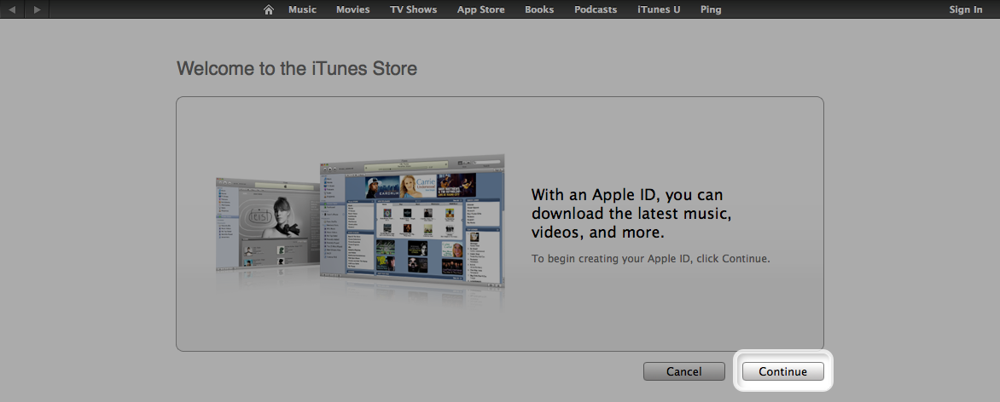 Music Movies TV Shows App Store Books Podcasts iTunes U Ping Sign In
Welcome to the iTunes Store
Carrie
EARDRUM
With an Apple ID, you can
download the latest music,
videos, and more.
To begin creating your Apple ID, click Continue.
Cancel Continue